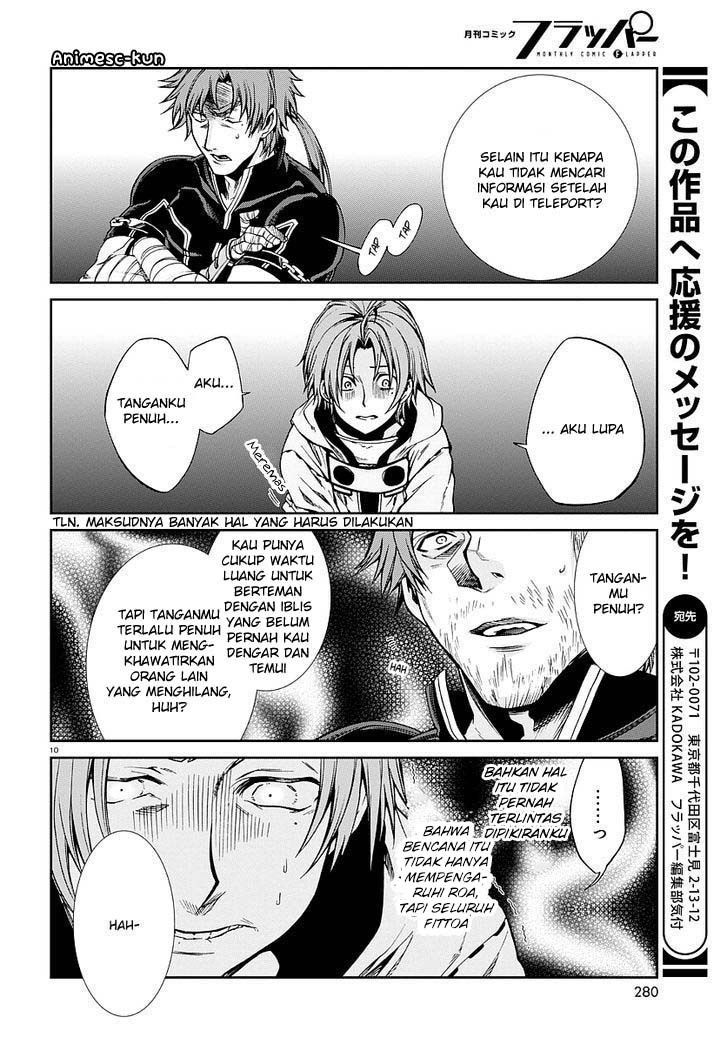 月刊コミック フラッパー
MONTHLY COMIC FLAPPER
Animesc-kun
SELAIN ITU KENAPA
KAU TIDAK MENCARI
INFORMASI SETELAH
KAU DI TELEPORT?
TAP
TAP
... AKU LUPA
AKU...
TANGANKU
PENUH...
Meremas
TLN. MAKSUDNYA BANYAK HAL YANG HARUS DILAKUKAN
TANGAN-
MU
PENUH?
KAU PUNYA
CUKUP WAKTU
LUANG UNTUK
BERTEMAN
DENGAN IBLIS
YANG BELUM
PERNAH KAU
DENGAR DAN
TEMUI
TAPI TANGANMU
TERLALU PENUH
UNTUK MENG-
KHAWATIRKAN
ORANG LAIN
YANG MENGHILANG,
HUH?
HAH
10
……っ
BAHKAN HAL
ITU TIDAK
PERNAH
TERLINTAS
DIPIKIRANKU
BAHWA
BENCANA ITU
TIDAK HANYA
MEMPENGA-
RUHI ROA,
TAPI SELURUH
FITTOA
HAH-
280
この作品へ応援のメッセージを！
宛先
〒102-0071 東京都千代田区富士見 2-13-12
株式会社 KADOKAWA フラッパー編集部気付